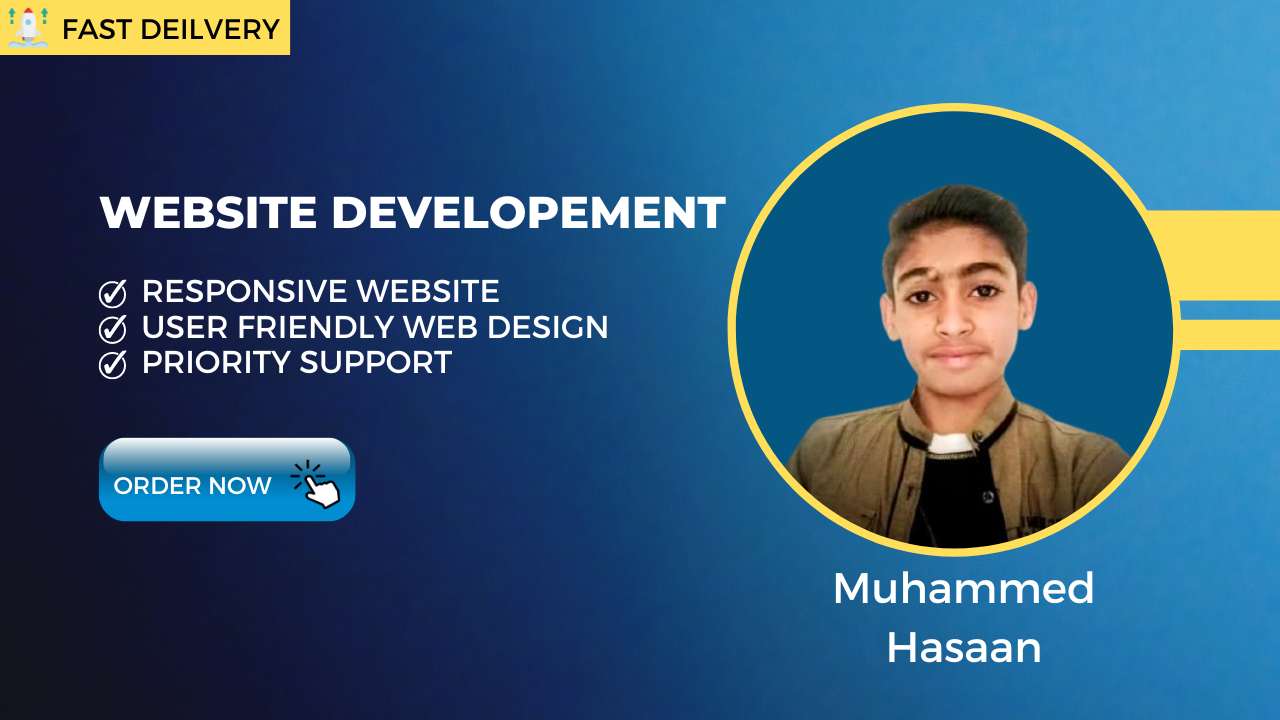 FAST DEILVERY
WEBSITE DEVELOPEMENT
RESPONSIVE WEBSITE
USER FRIENDLY WEB DESIGN
PRIORITY SUPPORT
ORDER NOW
Muhammed
Hasaan